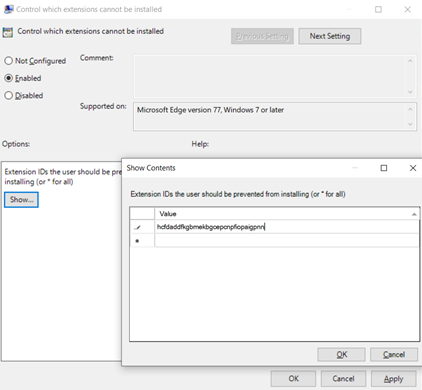 Control which extensions cannot be installed
Control which extensions cannot be installed
Previous Setting
Next Setting
Not Configured
Comment:
Enabled
Disabled
Supported on:
Microsoft Edge version 77, Windows 7 or later
Options:
Help:
Extension IDs the user should be pre
installing (or * for all)
Show...
Show Contents
Extension IDs the user should be prevented from installing (or * for all)
Value
hcfdaddfkgbmekbgcepcnpfiopaigpnn
OK
Cancel
OK
Cancel
Apply